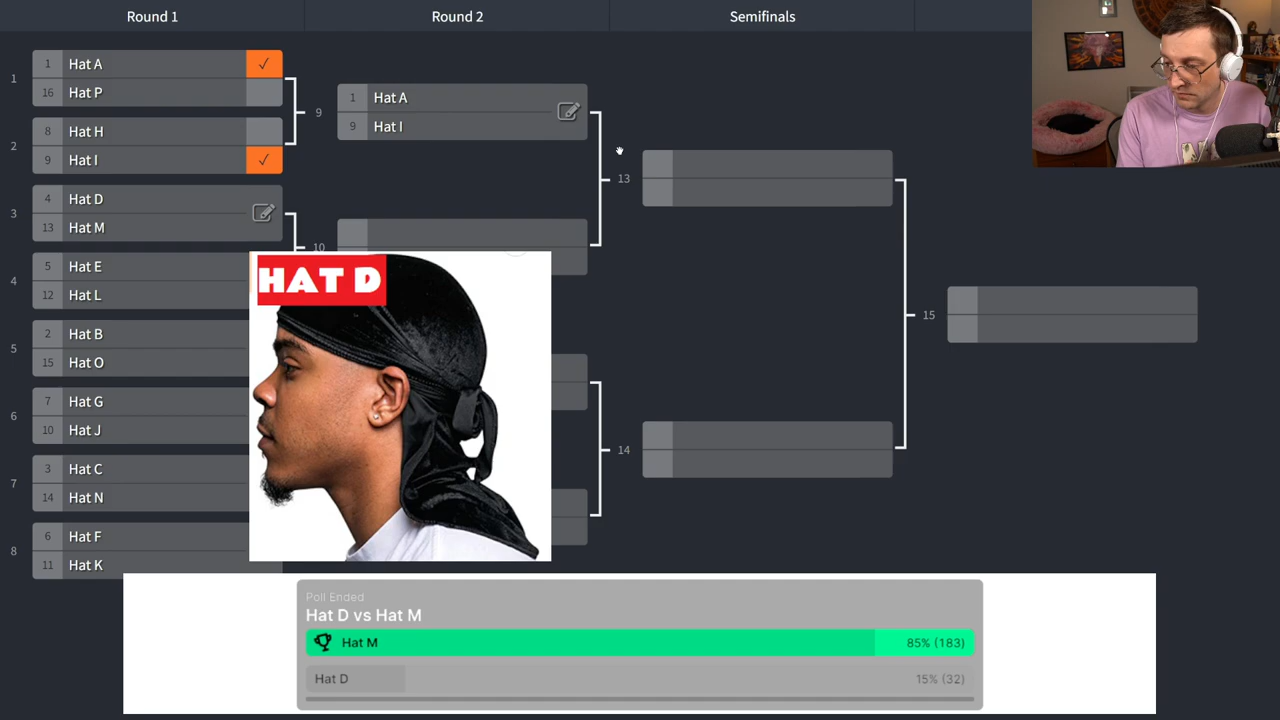 Round 1
Round 2
Semifinals
1
1 Hat A ✓
16 Hat P
2
8 Hat H
9 Hat I ✓
3
4 Hat D
13 Hat M
4
5 Hat E
12 Hat L
5
2 Hat B
15 Hat O
6
7 Hat G
10 Hat J
7
3 Hat C
14 Hat N
8
6 Hat F
11 Hat K
9
1 Hat A
9 Hat I
10
13
14
15
HAT D
Poll Ended
Hat D vs Hat M
Hat M 85% (183)
Hat D 15% (32)